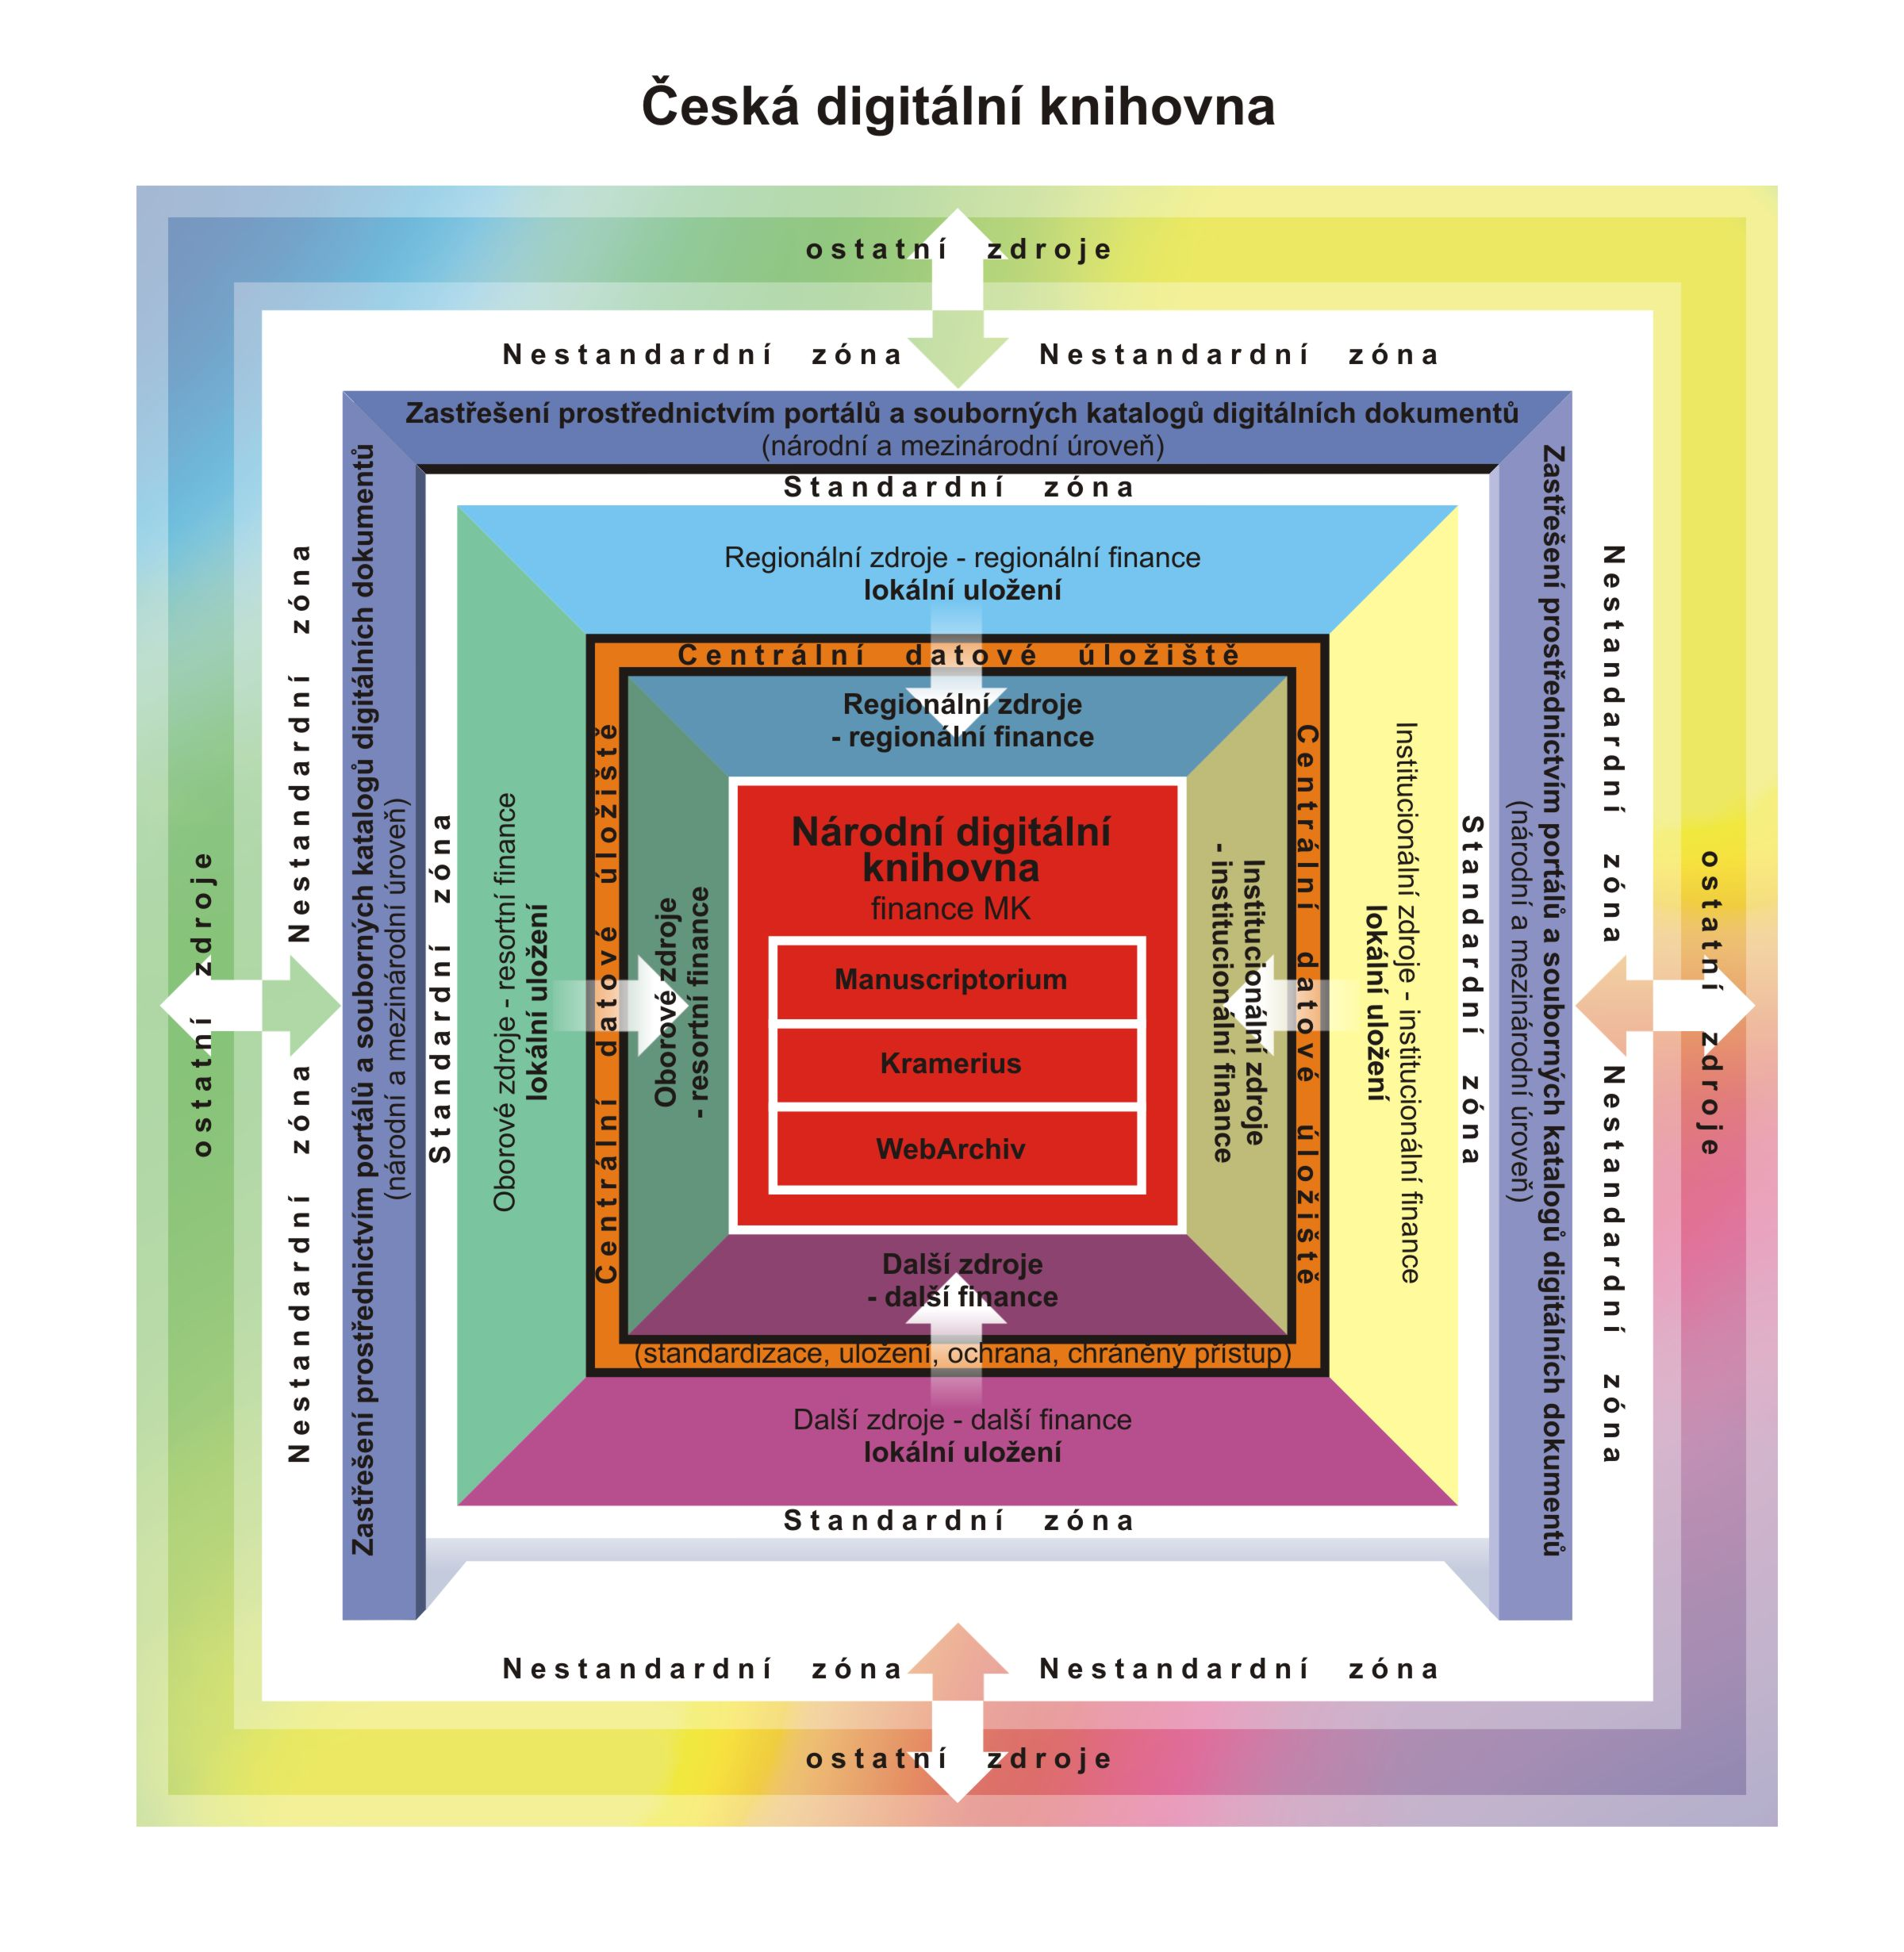 Česká digitální knihovna
ostatní zdroje
Nestandardní zóna Nestandardní zóna
Zastřešení prostřednictvím portálů a souborných katalogů digitálních dokumentů
(národní a mezinárodní úroveň)
Standardní zóna
Regionální zdroje - regionální finance
lokální uložení
Centrální datové úložiště
Regionální zdroje
- regionální finance
ostatní zdroje
Nestandardní zóna Nestandardní zóna
Zastřešení prostřednictvím portálů a souborných katalogů digitálních dokumentů
(národní a mezinárodní úroveň)
Standardní zóna
Oborové zdroje - resortní finance
lokální uložení
Centrální datové úložiště
Oborové zdroje
- resortní finance
Národní digitální
knihovna
finance MK
Manuscriptorium
Kramerius
WebArchiv
Institucionální zdroje
- institucionální finance
Centrální datové úložiště
Institucionální zdroje - institucionální finance
lokální uložení
Standardní zóna
Zastřešení prostřednictvím portálů a souborných katalogů digitálních dokumentů
(národní a mezinárodní úroveň)
Nestandardní zóna Nestandardní zóna
ostatní zdroje
Další zdroje
- další finance
(standardizace, uložení, ochrana, chráněný přístup)
Další zdroje - další finance
lokální uložení
Standardní zóna
Nestandardní zóna Nestandardní zóna
ostatní zdroje